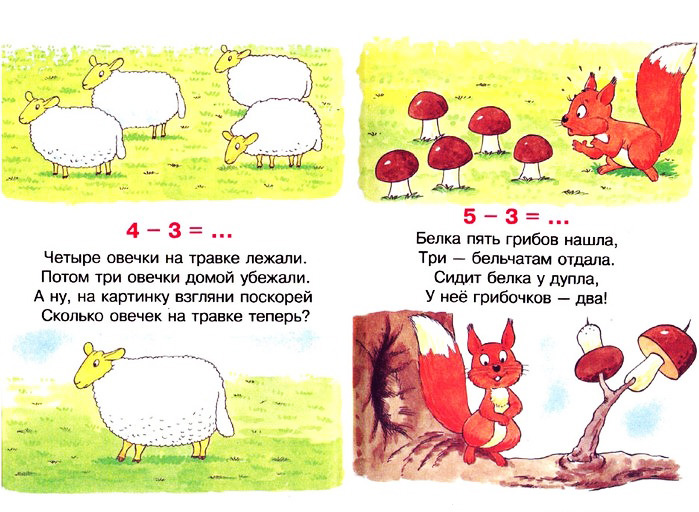 4 – 3 = ...
Четыре овечки на травке лежали.
Потом три овечки домой убежали.
А ну, на картинку взгляни поскорей
Сколько овечек на травке теперь?
5 – 3 = ...
Белка пять грибов нашла,
Три — бельчатам отдала.
Сидит белка у дупла,
У неё грибочков — два!